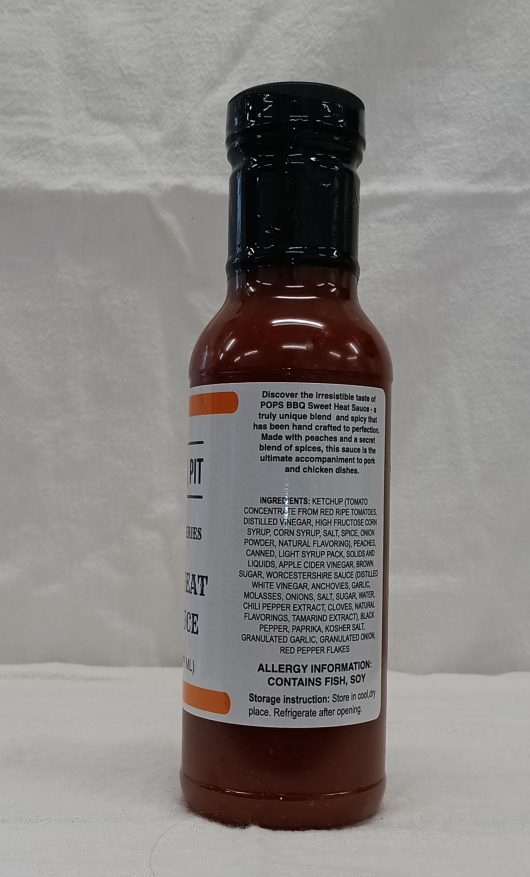 PIT
RIES
EAT
CE
ML)
Discover the irresistible taste of
POPS BBQ Sweet Heat Sauce - a
truly unique blend and spicy that
has been hand crafted to perfection.
Made with peaches and a secret
blend of spices, this sauce is the
ultimate accompaniment to pork
and chicken dishes.
INGREDIENTS: KETCHUP (TOMATO
CONCENTRATE FROM RED RIPE TOMATOES,
DISTILLED VINEGAR, HIGH FRUCTOSE CORN
SYRUP, CORN SYRUP, SALT, SPICE, ONION
POWDER, NATURAL FLAVORING), PEACHES,
CANNED, LIGHT SYRUP PACK, SOLIDS AND
LIQUIDS, APPLE CIDER VINEGAR, BROWN
SUGAR, WORCESTERSHIRE SAUCE (DISTILLED
WHITE VINEGAR, ANCHOVIES, GARLIC,
MOLASSES, ONIONS, SALT, SUGAR, WATER,
CHILI PEPPER EXTRACT, CLOVES, NATURAL
FLAVORINGS, TAMARIND EXTRACT), BLACK
PEPPER, PAPRIKA, KOSHER SALT,
GRANULATED GARLIC, GRANULATED ONION,
RED PEPPER FLAKES
ALLERGY INFORMATION:
CONTAINS FISH, SOY
Storage instruction: Store in cool,dry
place. Refrigerate after opening.